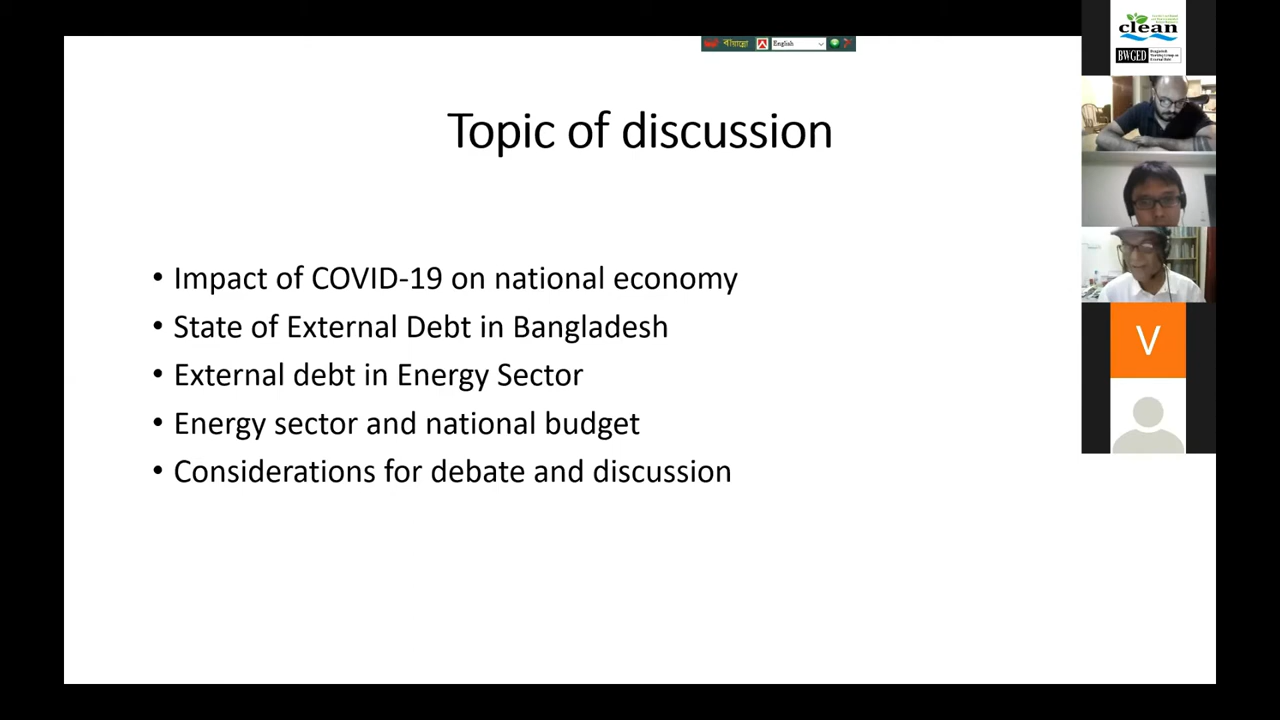 বায়ান্নো
English
clean
BWGED
Topic of discussion
• Impact of COVID-19 on national economy
• State of External Debt in Bangladesh
• External debt in Energy Sector
• Energy sector and national budget
• Considerations for debate and discussion
V